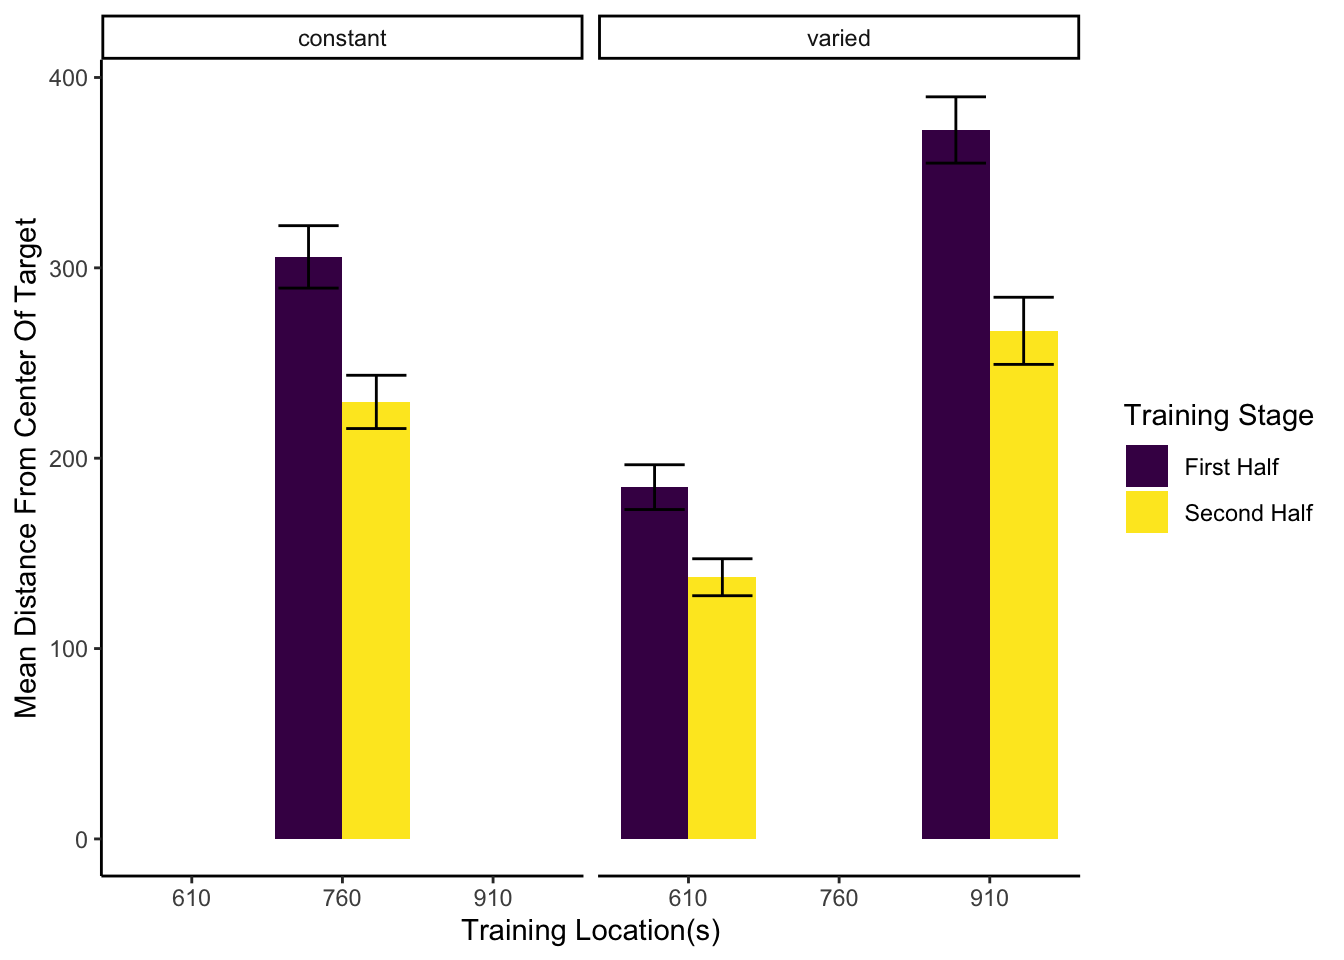 constant
varied
Mean Distance From Center Of Target
400
300
200
100
0
610 760 910
610 760 910
Training Location(s)
Training Stage
First Half
Second Half